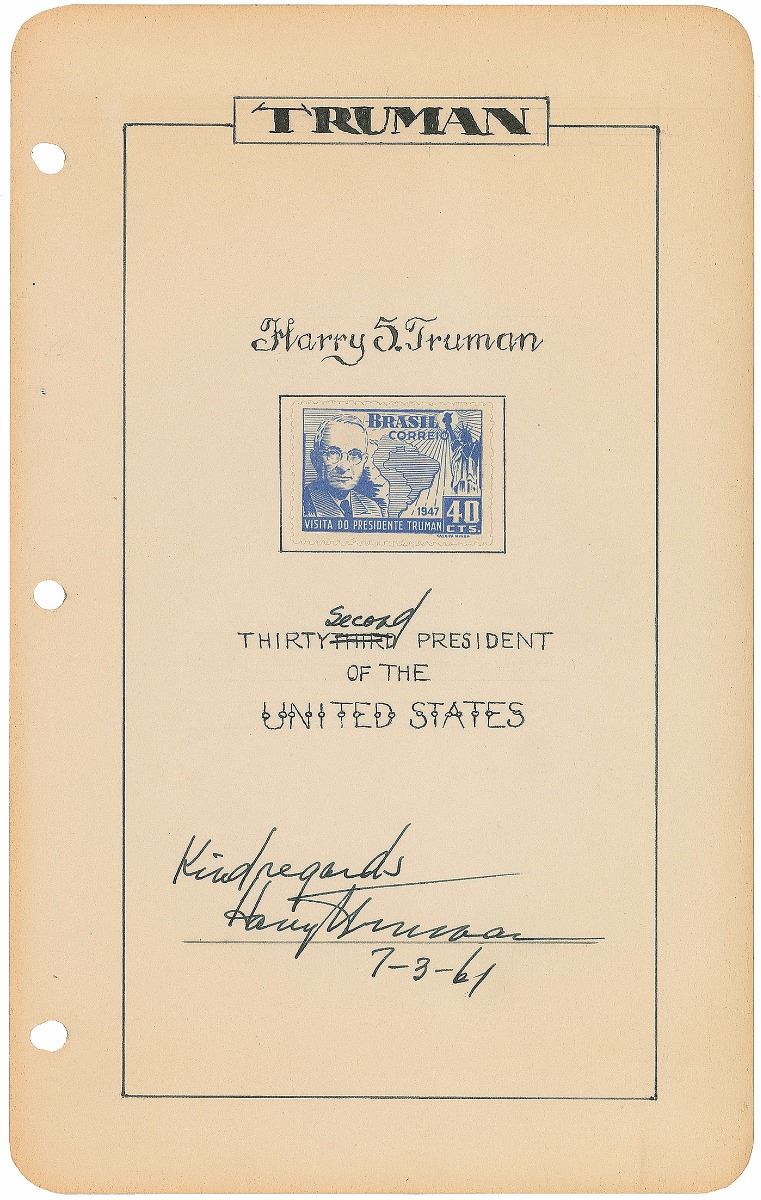 TRUMAN
Harry S. Truman
BRASIL
CORREIO
1947
40
CTS.
VISITA DO PRESIDENTE TRUMAN
second
THIRTY THIRD PRESIDENT
OF THE
UNITED STATES
Kind regards
Harry S Truman
7-3-61